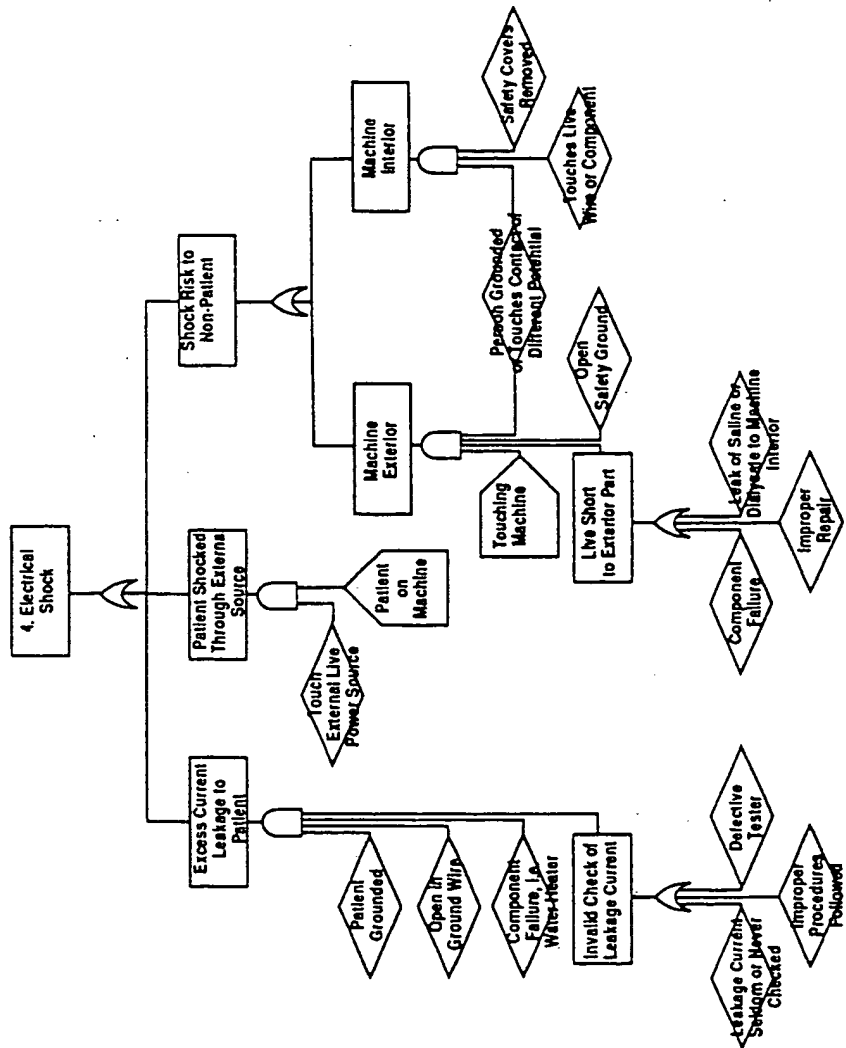 4. Electrical
Shock
Excess Current
Leakage to
Patient
Patient Shocked
Through Externa
Source
Shock Risk to
Non-Patient
Patient
Grounded
Open in
Ground Wire
Component
Failure, i.e.
Water Heater
Invalid Check of
Leakage Current
Leakage Current
Seldom or Never
Checked
Improper
Procedures
Followed
Defective
Tester
Touch
External Live
Power Source
Patient
on
Machine
Machine
Exterior
Machine
Interior
Touching
Machine
Live Short
to Exterior Part
Open
Safety Ground
Person Grounded
or Touches Contact of
Different Potential
Component
Failure
Improper
Repair
Leak of Saline or
Dialysate to Machine
Interior
Touches Live
Wire or Component
Safety Covers
Removed